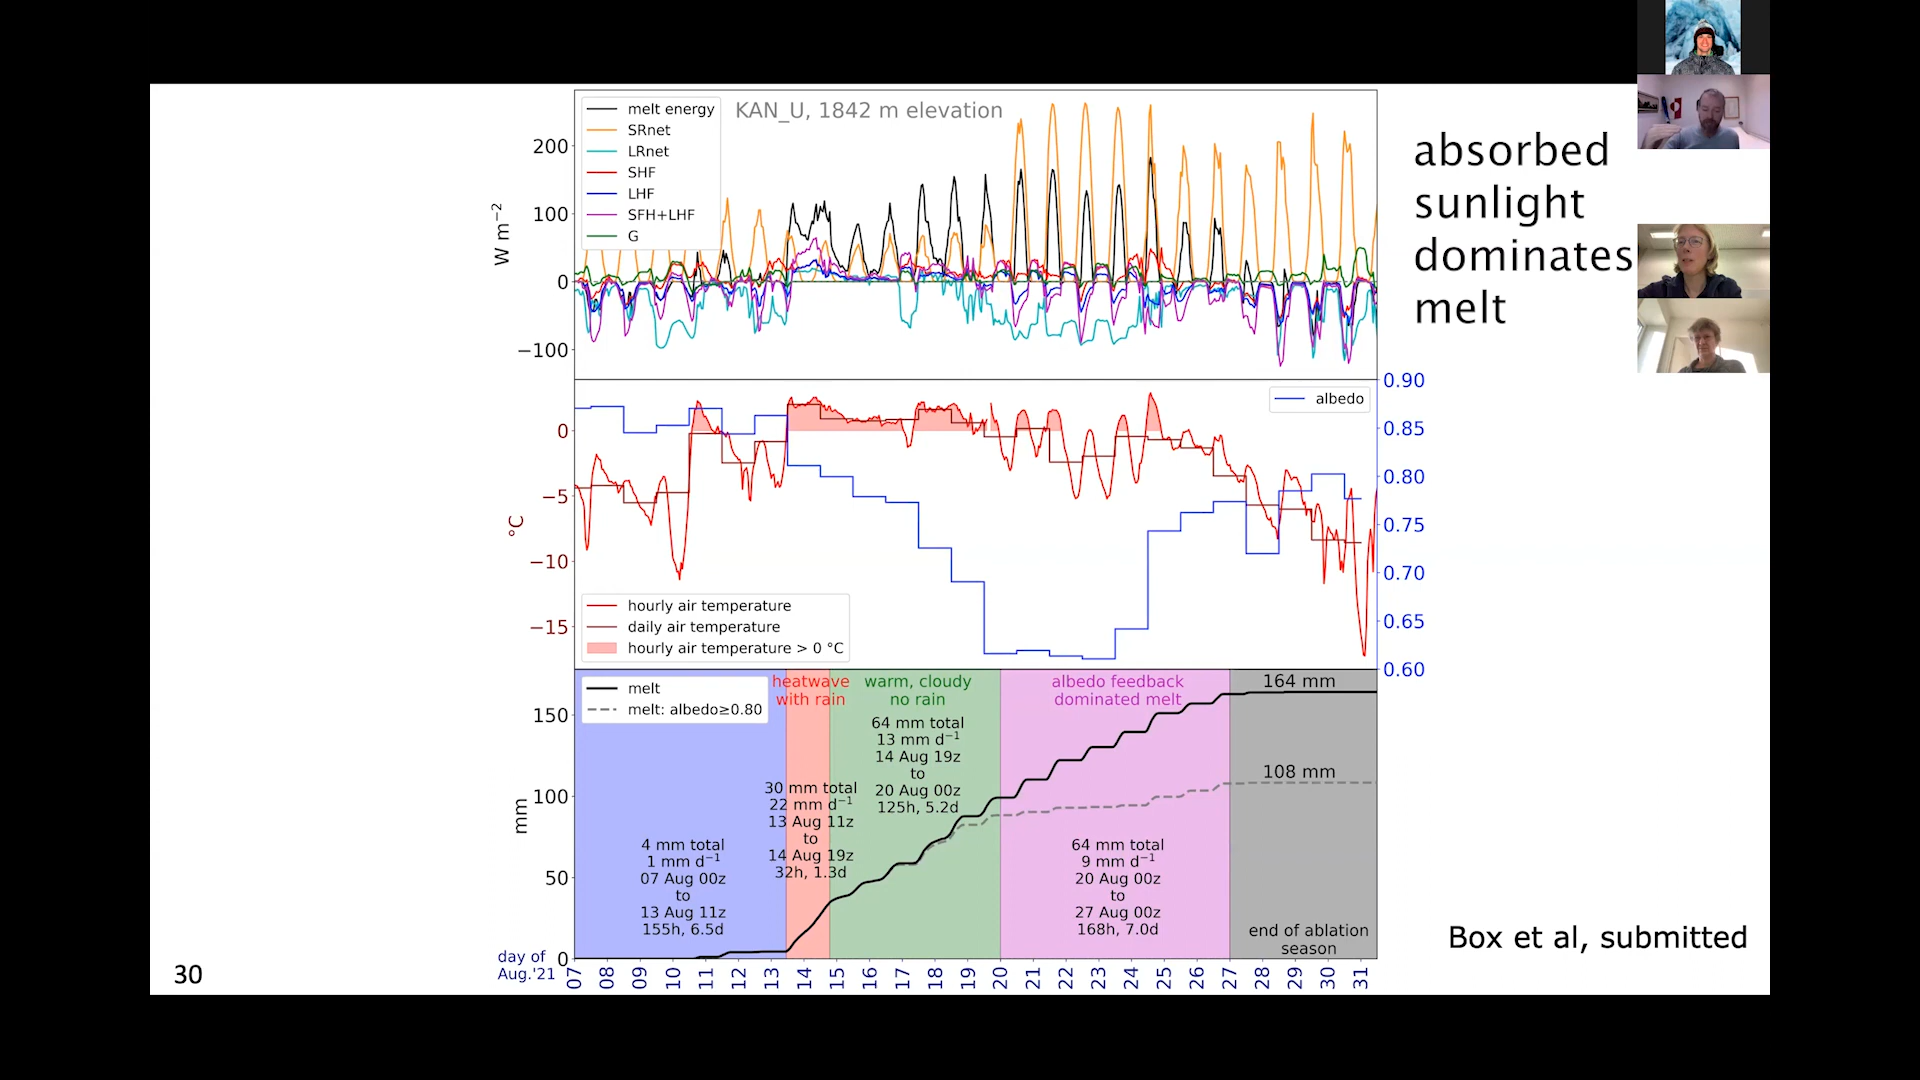 melt energy
SRnet
LRnet
SHF
LHF
SFH+LHF
G
KAN_U, 1842 m elevation
W m⁻²
200
100
0
−100
absorbed
sunlight
dominates
melt
albedo
°C
0
−5
−10
−15
0.90
0.85
0.80
0.75
0.70
0.65
0.60
hourly air temperature
daily air temperature
hourly air temperature > 0 °C
melt
melt: albedo≥0.80
mm
150
100
50
0
4 mm total
1 mm d⁻¹
07 Aug 00z
to
13 Aug 11z
155h, 6.5d
heatwave
with rain
30 mm total
22 mm d⁻¹
13 Aug 11z
to
14 Aug 19z
32h, 1.3d
warm, cloudy
no rain
64 mm total
13 mm d⁻¹
14 Aug 19z
to
20 Aug 00z
125h, 5.2d
albedo feedback
dominated melt
64 mm total
9 mm d⁻¹
20 Aug 00z
to
27 Aug 00z
168h, 7.0d
164 mm
108 mm
end of ablation
season
day of
Aug.'21
07 08 09 10 11 12 13 14 15 16 17 18 19 20 21 22 23 24 25 26 27 28 29 30 31
Box et al, submitted
30